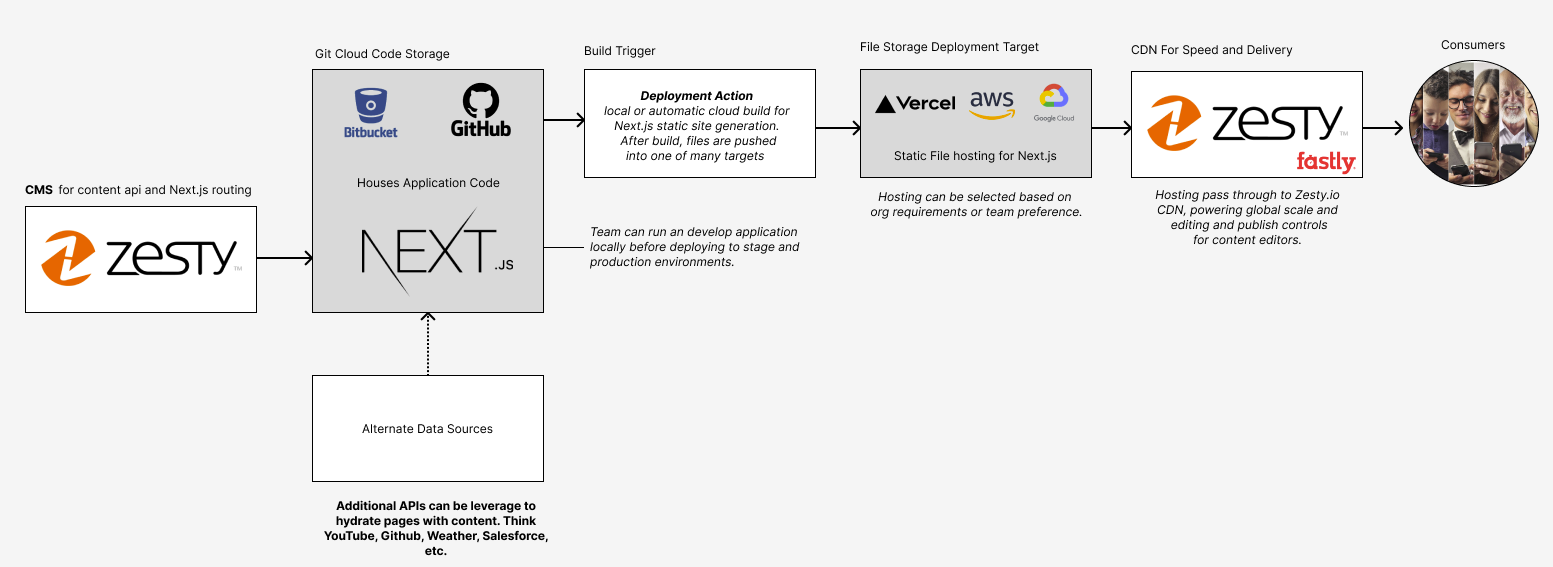 Git Cloud Code Storage
Build Trigger
File Storage Deployment Target
CDN For Speed and Delivery
Consumers
Bitbucket
GitHub
Houses Application Code
NEXT.JS
Deployment Action
local or automatic cloud build for
Next.js static site generation.
After build, files are pushed
into one of many targets
Vercel
aws
Google Cloud
Static File hosting for Next.js
ZESTY™
fastly
Hosting can be selected based on
org requirements or team preference.
Hosting pass through to Zesty.io
CDN, powering global scale and
editing and publish controls
for content editors.
CMS for content api and Next.js routing
ZESTY™
Team can run an develop application
locally before deploying to stage and
production environments.
Alternate Data Sources
Additional APIs can be leverage to
hydrate pages with content. Think
YouTube, Github, Weather, Salesforce,
etc.